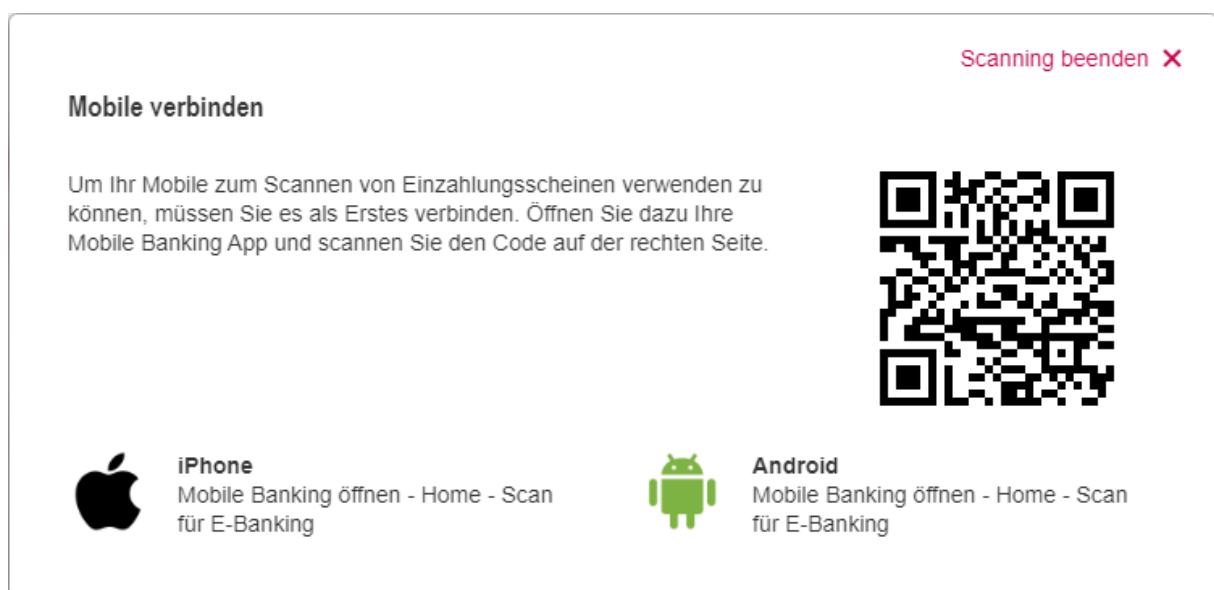 Scanning beenden ✕
Mobile verbinden
Um Ihr Mobile zum Scannen von Einzahlungsscheinen verwenden zu
können, müssen Sie es als Erstes verbinden. Öffnen Sie dazu Ihre
Mobile Banking App und scannen Sie den Code auf der rechten Seite.
iPhone
Mobile Banking öffnen - Home - Scan
für E-Banking
Android
Mobile Banking öffnen - Home - Scan
für E-Banking